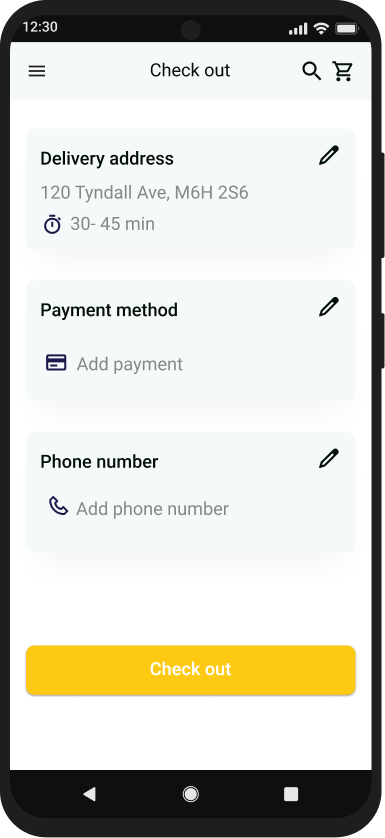 12:30
Check out
Delivery address
120 Tyndall Ave, M6H 2S6
30- 45 min
Payment method
Add payment
Phone number
Add phone number
Check out